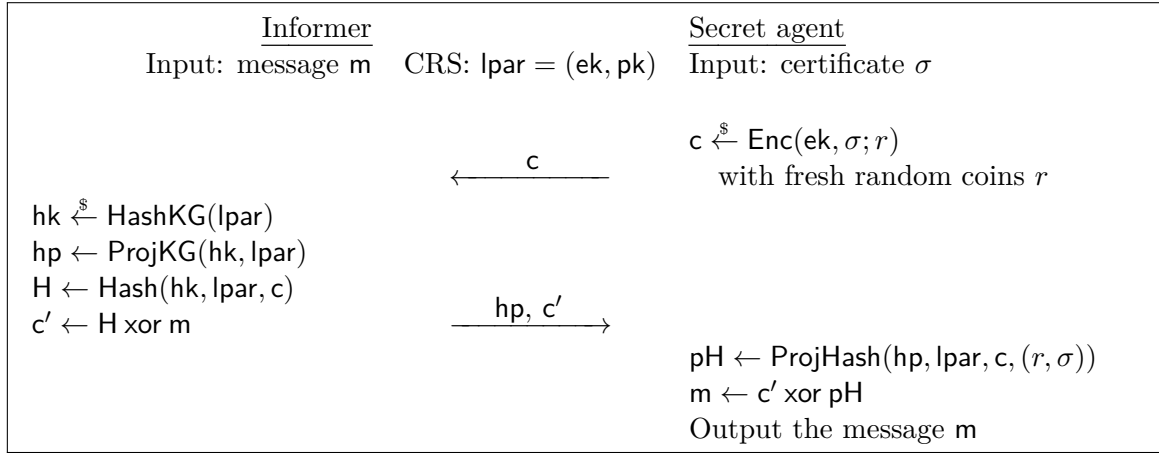 Informer
Secret agent
Input: message m
CRS: lpar = (ek, pk)
Input: certificate σ
c $← Enc(ek, σ; r)
with fresh random coins r
c
hk $← HashKG(lpar)
hp ← ProjKG(hk, lpar)
H ← Hash(hk, lpar, c)
c′ ← H xor m
hp, c′
pH ← ProjHash(hp, lpar, c, (r, σ))
m ← c′ xor pH
Output the message m